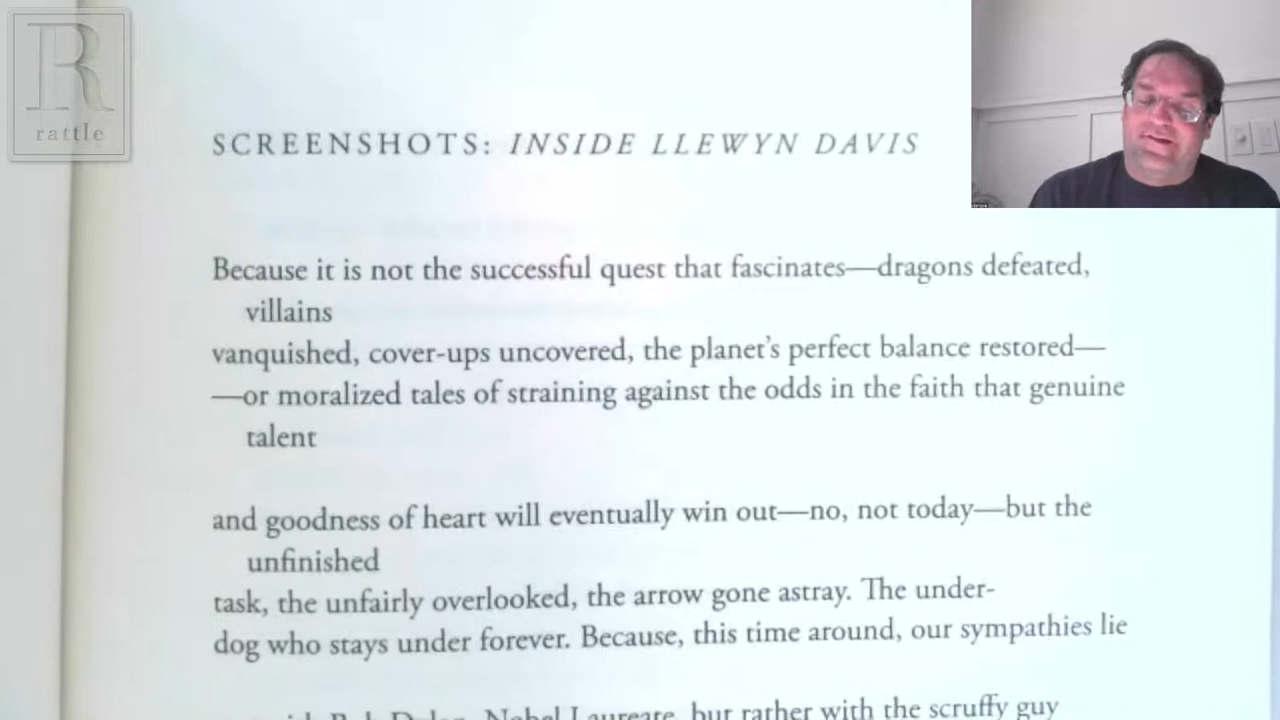 R
rattle
SCREENSHOTS: INSIDE LLEWYN DAVIS
Because it is not the successful quest that fascinates—dragons defeated,
villains
vanquished, cover-ups uncovered, the planet's perfect balance restored—
—or moralized tales of straining against the odds in the faith that genuine
talent
and goodness of heart will eventually win out—no, not today—but the
unfinished
task, the unfairly overlooked, the arrow gone astray. The under-
dog who stays under forever. Because, this time around, our sympathies lie
Bob Dylan, Nobel Laureate, but rather with the scruffy guy